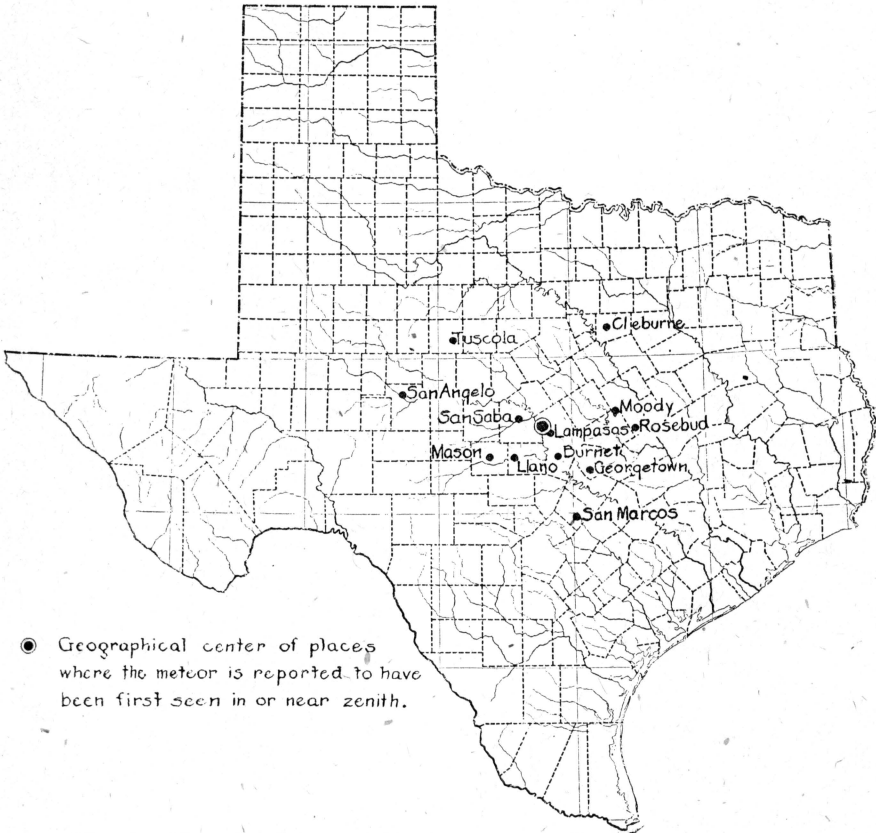 Cleburne
Tuscola
San Angelo
San Saba
Moody
Lampasas
Rosebud
Mason
Llano
Burnet
Georgetown
San Marcos
Geographical center of places
where the meteor is reported to have
been first seen in or near zenith.